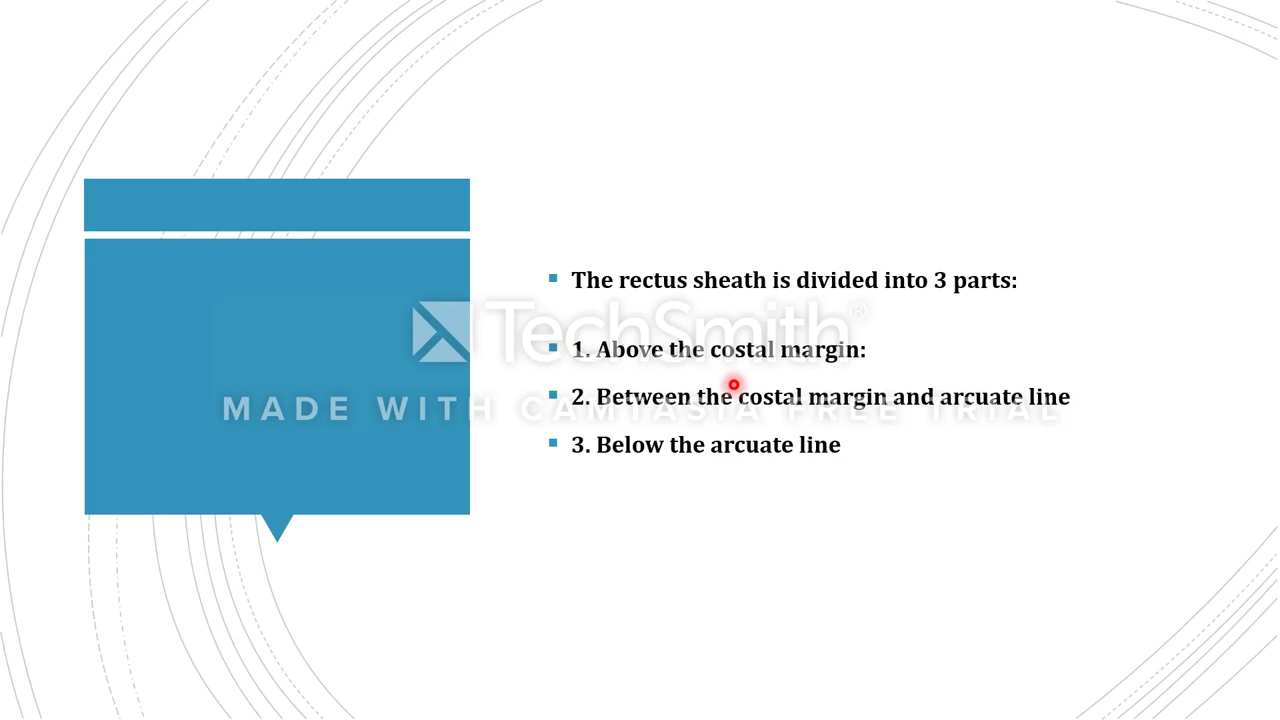 The rectus sheath is divided into 3 parts:
TechSmith®
1. Above the costal margin:
2. Between the costal margin and arcuate line
MADE WITH CAMTASIA FREE TRIAL
3. Below the arcuate line